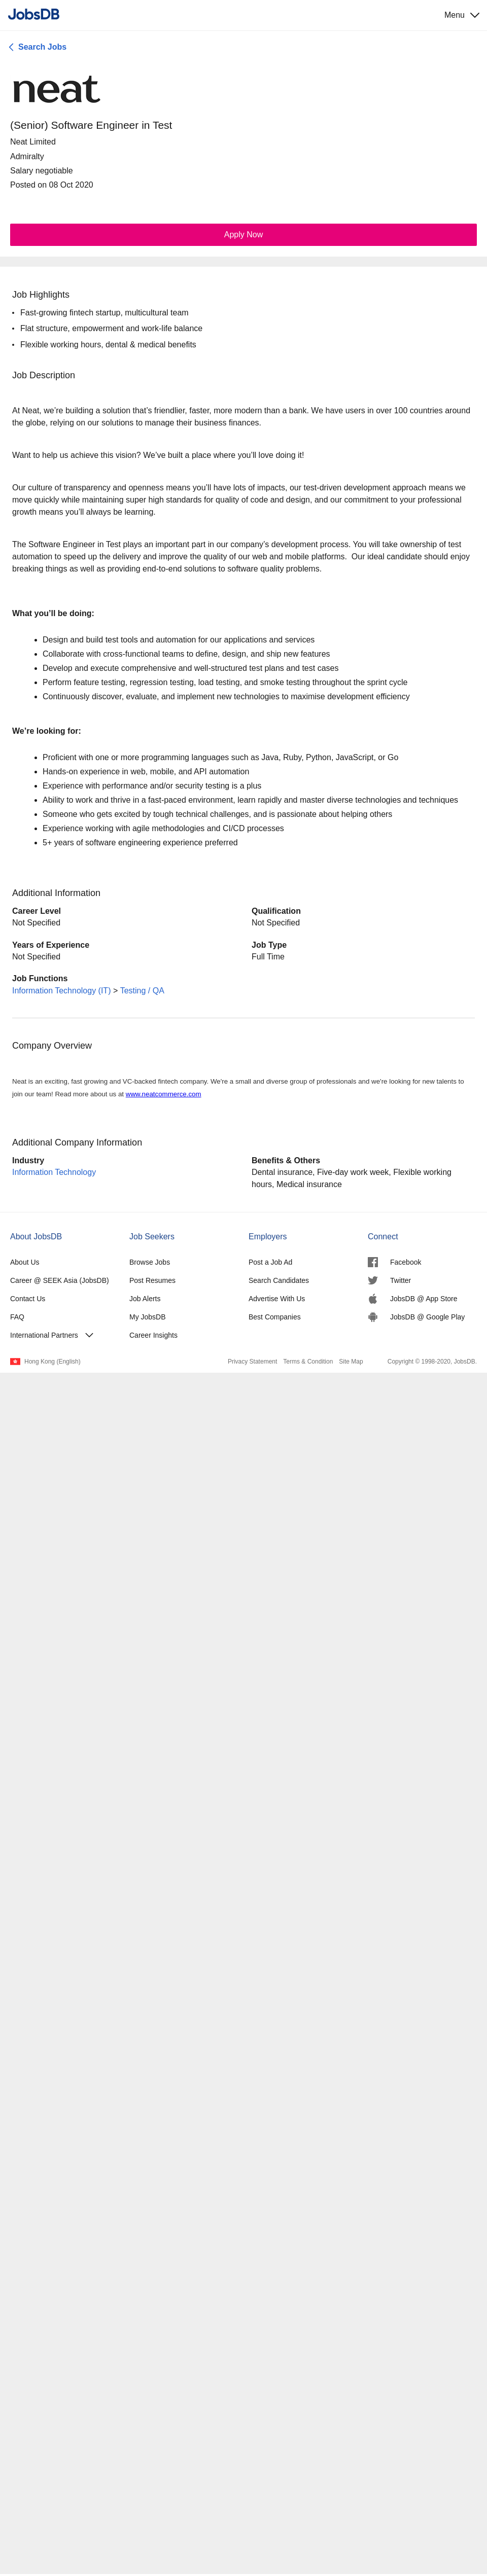 JobsDB
Menu
Search Jobs
neat
(Senior) Software Engineer in Test
Neat Limited
Admiralty
Salary negotiable
Posted on 08 Oct 2020
Apply Now
Job Highlights
• Fast-growing fintech startup, multicultural team
• Flat structure, empowerment and work-life balance
• Flexible working hours, dental & medical benefits
Job Description
At Neat, we’re building a solution that’s friendlier, faster, more modern than a bank. We have users in over 100 countries around
the globe, relying on our solutions to manage their business finances.
Want to help us achieve this vision? We’ve built a place where you’ll love doing it!
Our culture of transparency and openness means you’ll have lots of impacts, our test-driven development approach means we
move quickly while maintaining super high standards for quality of code and design, and our commitment to your professional
growth means you’ll always be learning.
The Software Engineer in Test plays an important part in our company’s development process. You will take ownership of test
automation to speed up the delivery and improve the quality of our web and mobile platforms.  Our ideal candidate should enjoy
breaking things as well as providing end-to-end solutions to software quality problems.
What you’ll be doing:
• Design and build test tools and automation for our applications and services
• Collaborate with cross-functional teams to define, design, and ship new features
• Develop and execute comprehensive and well-structured test plans and test cases
• Perform feature testing, regression testing, load testing, and smoke testing throughout the sprint cycle
• Continuously discover, evaluate, and implement new technologies to maximise development efficiency
We’re looking for:
• Proficient with one or more programming languages such as Java, Ruby, Python, JavaScript, or Go
• Hands-on experience in web, mobile, and API automation
• Experience with performance and/or security testing is a plus
• Ability to work and thrive in a fast-paced environment, learn rapidly and master diverse technologies and techniques
• Someone who gets excited by tough technical challenges, and is passionate about helping others
• Experience working with agile methodologies and CI/CD processes
• 5+ years of software engineering experience preferred
Additional Information
Career Level
Not Specified
Qualification
Not Specified
Years of Experience
Not Specified
Job Type
Full Time
Job Functions
Information Technology (IT) > Testing / QA
Company Overview
Neat is an exciting, fast growing and VC-backed fintech company. We're a small and diverse group of professionals and we're looking for new talents to
join our team! Read more about us at www.neatcommerce.com
Additional Company Information
Industry
Information Technology
Benefits & Others
Dental insurance, Five-day work week, Flexible working
hours, Medical insurance
About JobsDB
About Us
Career @ SEEK Asia (JobsDB)
Contact Us
FAQ
International Partners
Job Seekers
Browse Jobs
Post Resumes
Job Alerts
My JobsDB
Career Insights
Employers
Post a Job Ad
Search Candidates
Advertise With Us
Best Companies
Connect
Facebook
Twitter
JobsDB @ App Store
JobsDB @ Google Play
Hong Kong (English)
Privacy Statement Terms & Condition Site Map
Copyright © 1998-2020, JobsDB.